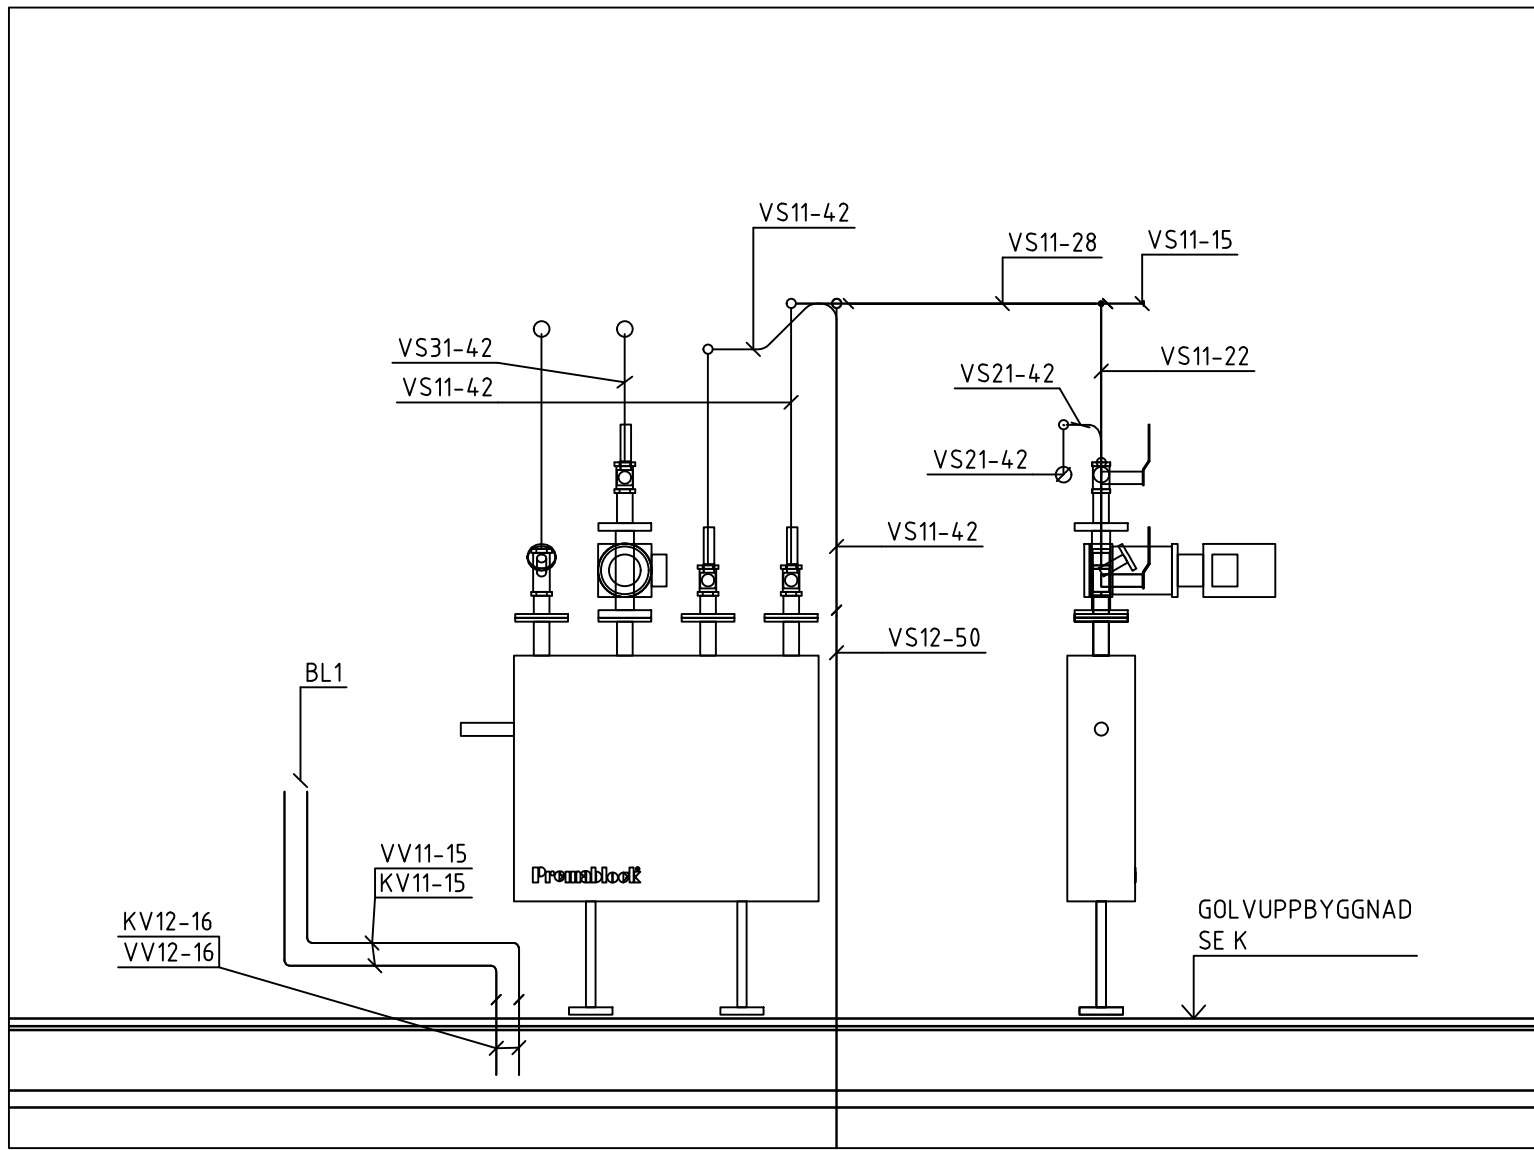 VS11-42
VS11-28
VS11-15
VS31-42
VS11-42
VS11-22
VS21-42
VS21-42
VS11-42
VS12-50
BL1
VV11-15
KV11-15
Promablock
KV12-16
VV12-16
GOLVUPPBYGGNAD
SE K